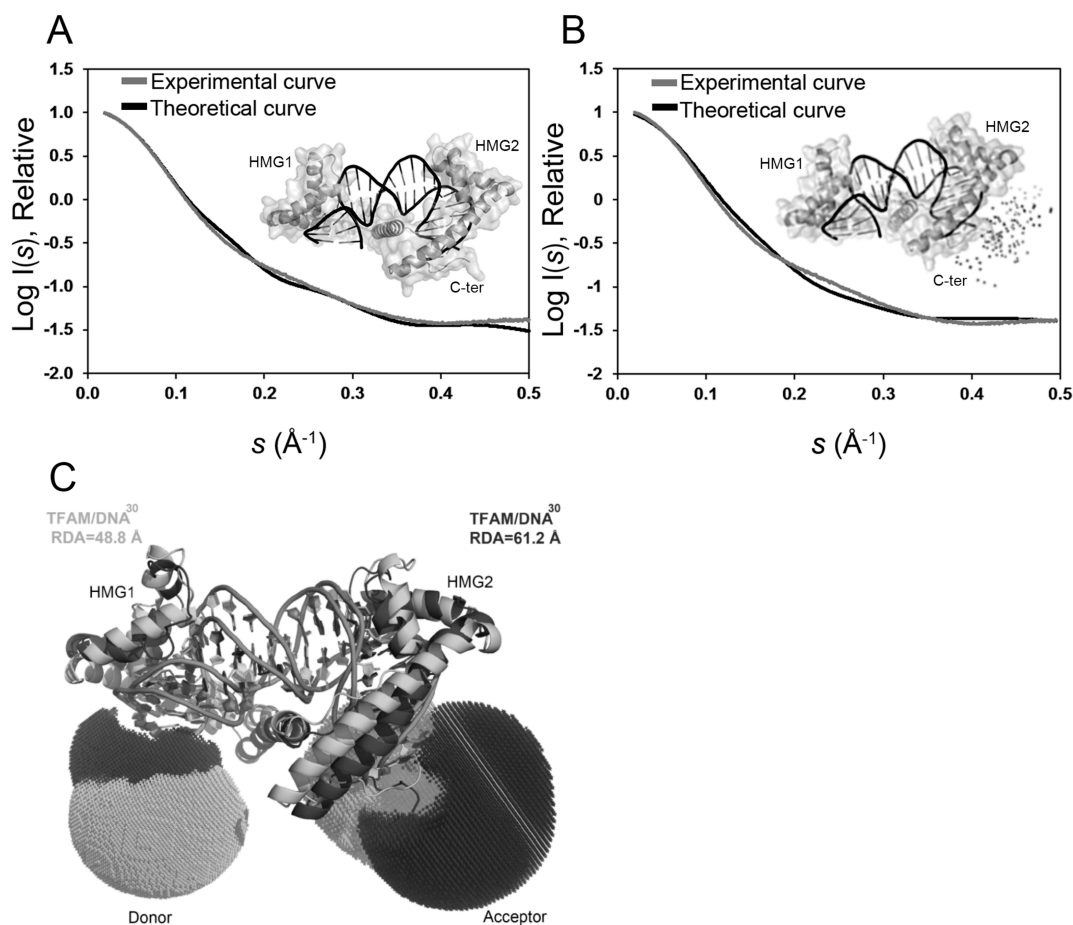 A
1.5
1.0
0.5
0.0
-0.5
-1.0
-1.5
-2.0
Log I(s), Relative
Experimental curve
Theoretical curve
HMG1
HMG2
C-ter
0.0 0.1 0.2 0.3 0.4 0.5
s (Å-1)
B
1.5
1
0.5
0
-0.5
-1
-1.5
-2
Log I(s), Relative
Experimental curve
Theoretical curve
HMG1
HMG2
C-ter
0.0 0.1 0.2 0.3 0.4 0.5
s (Å-1)
C
TFAM/DNA30
RDA=48.8 Å
TFAM/DNA30
RDA=61.2 Å
HMG1
HMG2
Donor
Acceptor